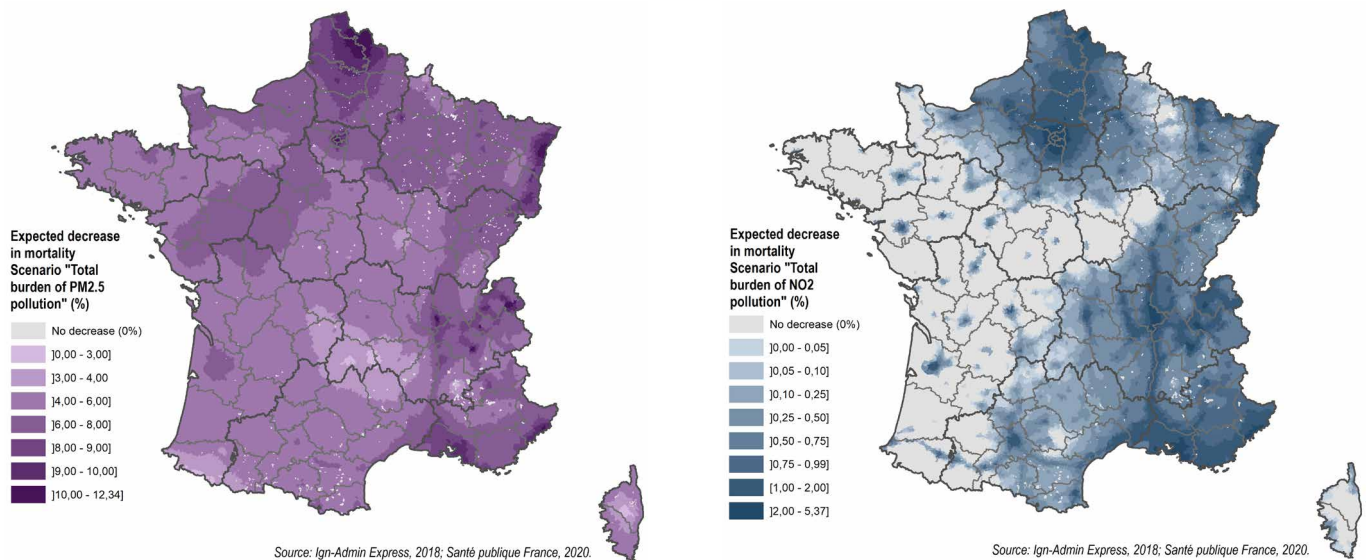 Expected decrease
in mortality
Scenario "Total
burden of PM2.5
pollution" (%)
No decrease (0%)
]0,00 - 3,00]
]3,00 - 4,00
]4,00 - 6,00]
]6,00 - 8,00]
]8,00 - 9,00]
]9,00 - 10,00]
]10,00 - 12,34]
Source: Ign-Admin Express, 2018; Santé publique France, 2020.
Expected decrease
in mortality
Scenario "Total
burden of NO2
pollution" (%)
No decrease (0%)
]0,00 - 0,05]
]0,05 - 0,10]
]0,10 - 0,25]
]0,25 - 0,50]
]0,50 - 0,75]
]0,75 - 0,99]
[1,00 - 2,00]
]2,00 - 5,37]
Source: Ign-Admin Express, 2018; Santé publique France, 2020.